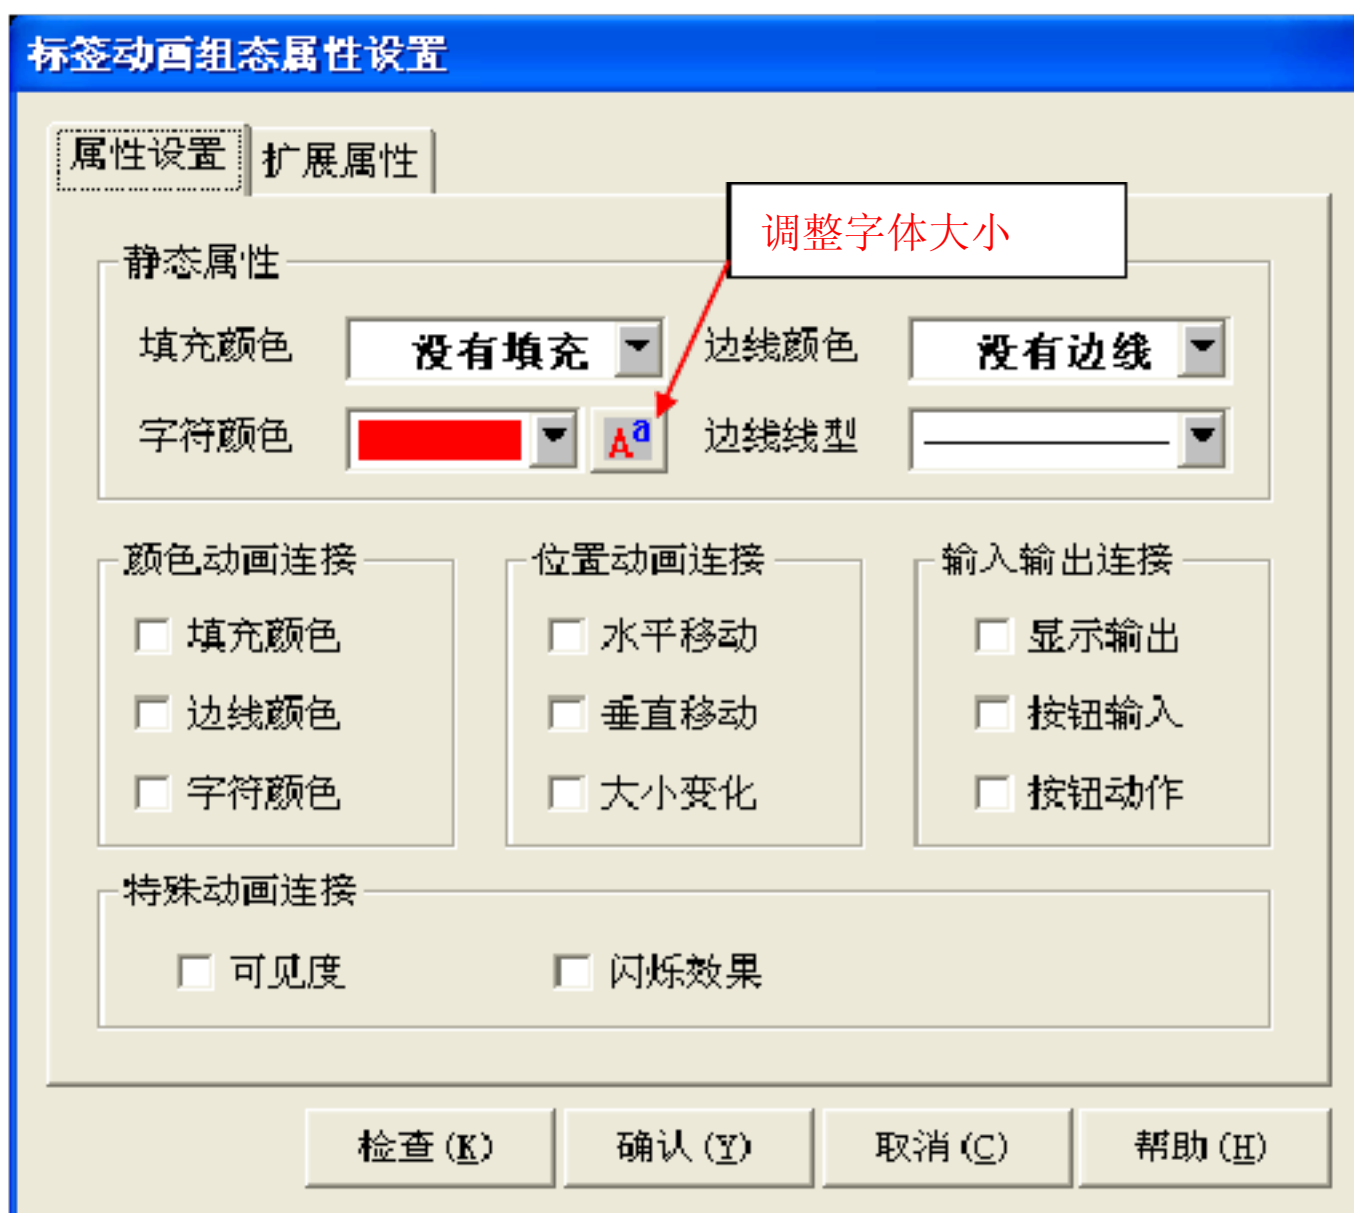 标签动画组态属性设置
属性设置 扩展属性
调整字体大小
静态属性
填充颜色 没有填充 边线颜色 没有边线
字符颜色 Aa 边线线型
颜色动画连接 位置动画连接 输入输出连接
填充颜色 水平移动 显示输出
边线颜色 垂直移动 按钮输入
字符颜色 大小变化 按钮动作
特殊动画连接
可见度 闪烁效果
检查(K) 确认(Y) 取消(C) 帮助(H)